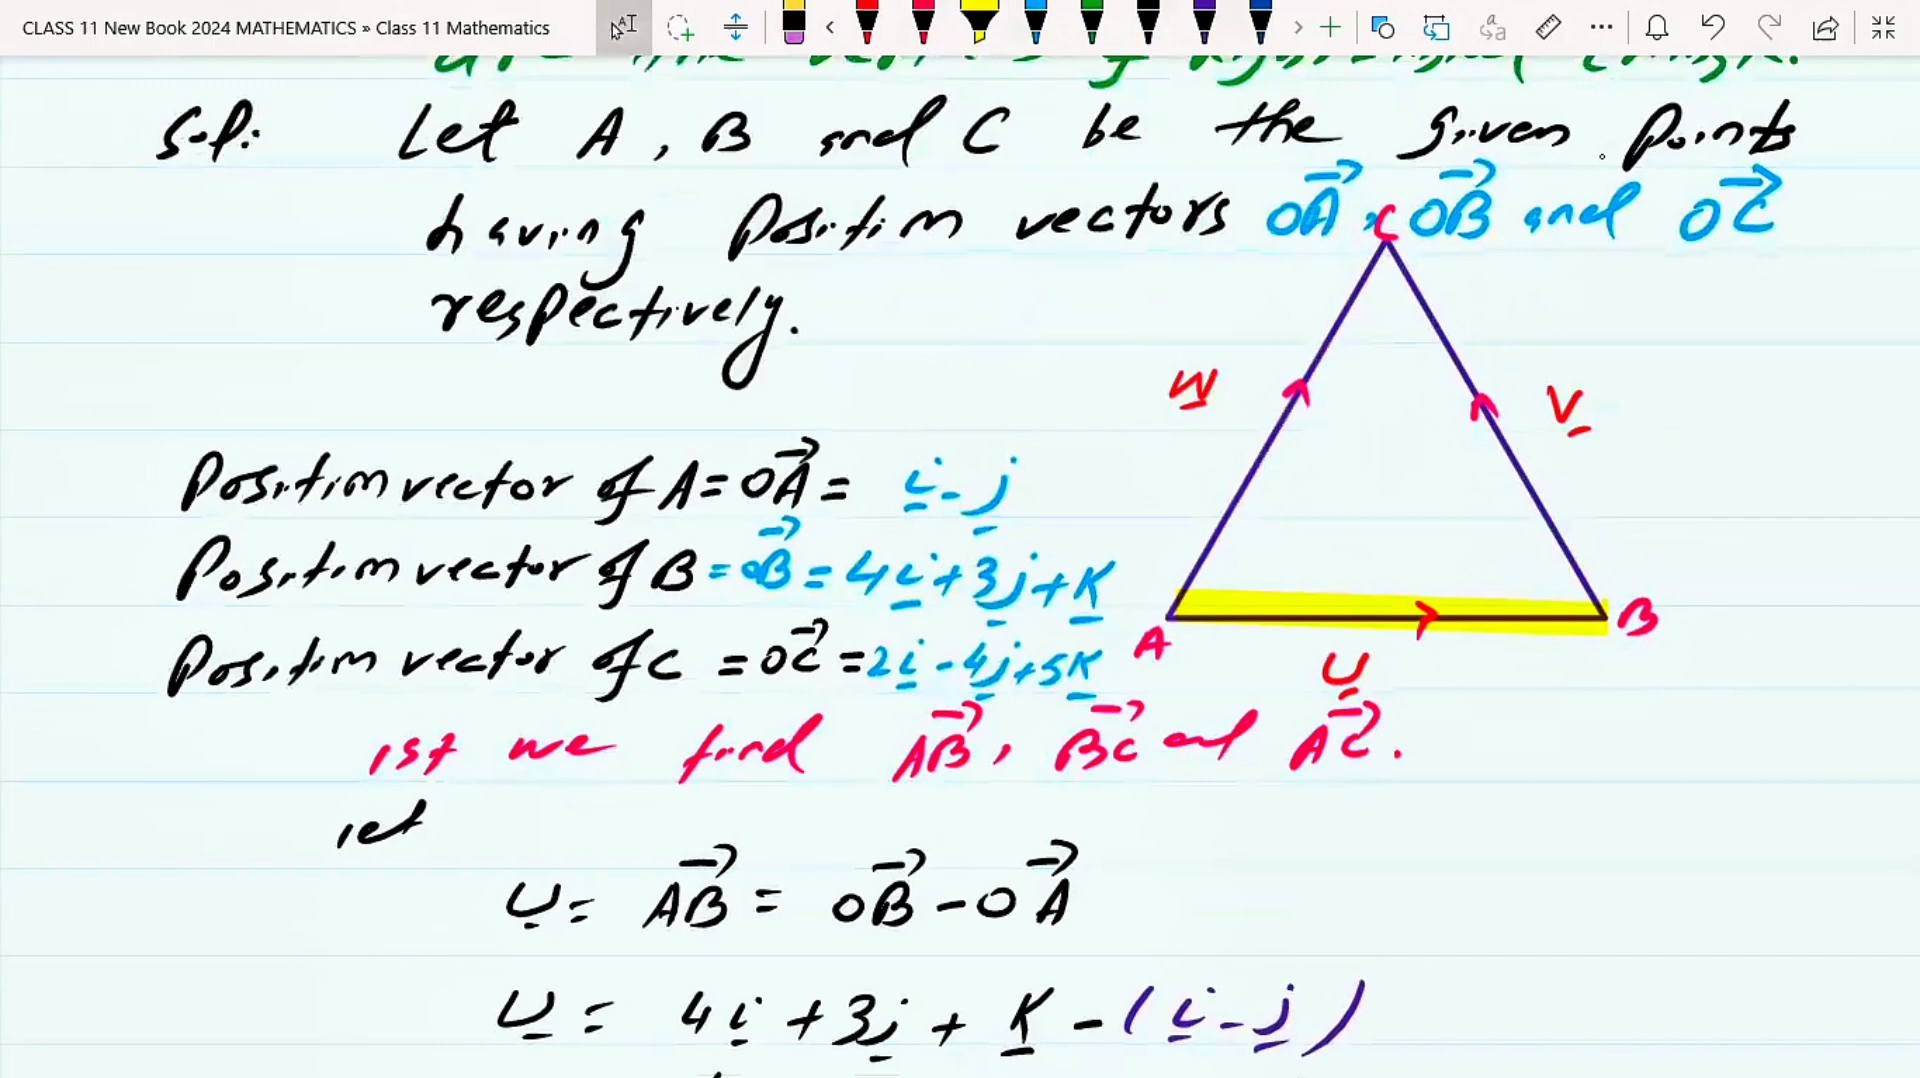 CLASS 11 New Book 2024 MATHEMATICS » Class 11 Mathematics
Sol: Let A, B and C be the given points
having position vectors OA⃗, OB⃗ and OC⃗
respectively.
C
W
V
Position vector of A = OA⃗ = i - j
Position vector of B = OB⃗ = 4i + 3j + K
Position vector of C = OC⃗ = 2i - 4j + 5K
A
B
U
1st we find AB⃗, BC⃗ and AC⃗.
let
U = AB⃗ = OB⃗ - OA⃗
U = 4i + 3j + K - (i - j)